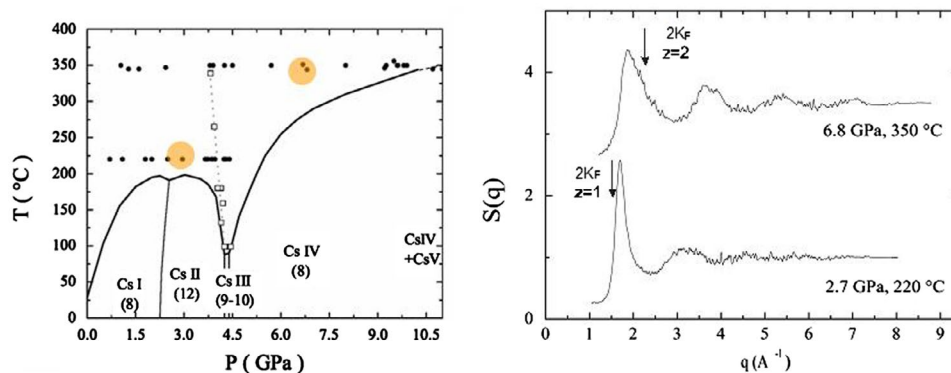 400
350
300
250
200
150
100
50
0
T ( °C)
Cs I
(8)
Cs II
(12)
Cs III
(9-10)
Cs IV
(8)
CsIV
+CsV
0.0
1.5
3.0
4.5
6.0
7.5
9.0
10.5
P ( GPa)
4
2
0
S(q)
2K_F
z=2
6.8 GPa, 350 °C
2K_F
z=1
2.7 GPa, 220 °C
0 1 2 3 4 5 6 7 8 9
q (A⁻¹)